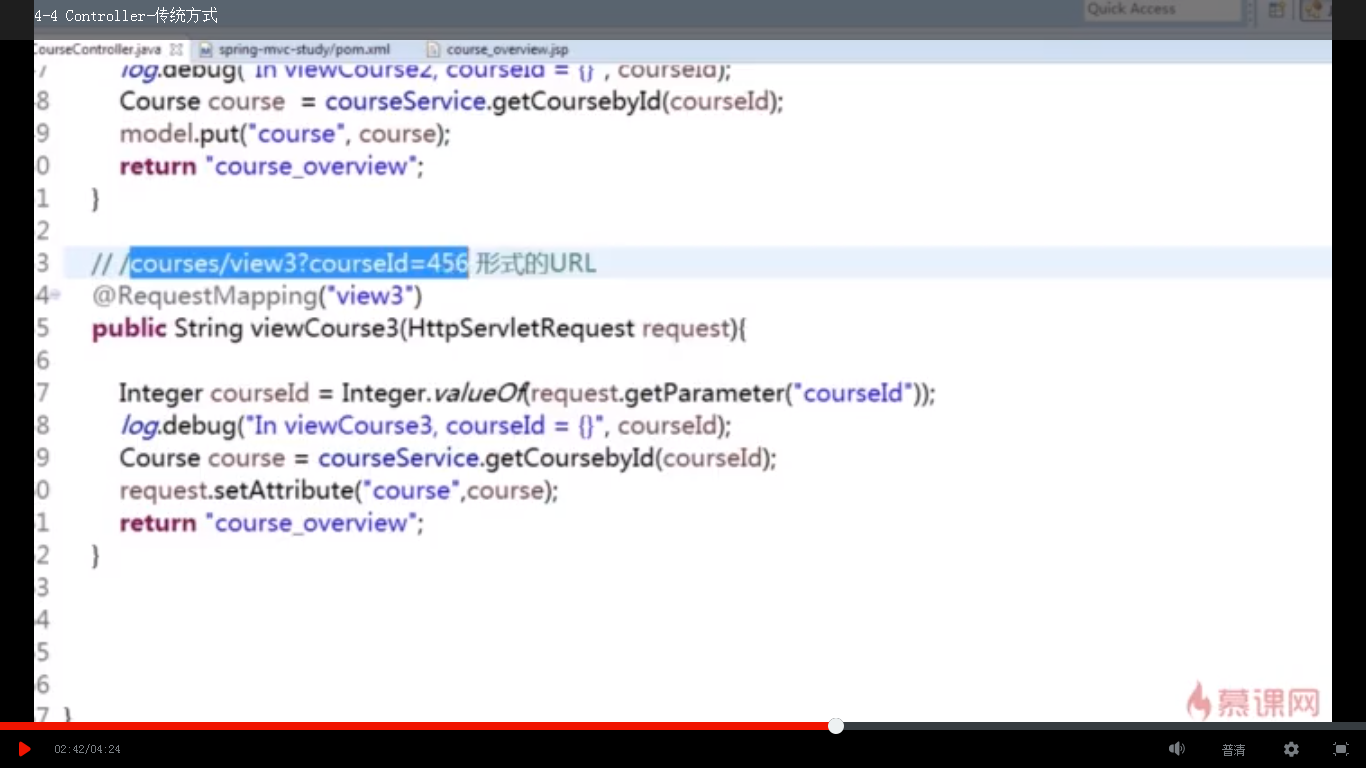 4-4 Controller-传统方式
Quick Access
CourseController.java
spring-mvc-study/pom.xml
course_overview.jsp
7 log.debug("In viewCourse2, courseId = {}", courseId);
8 Course course = courseService.getCoursebyId(courseId);
9 model.put("course", course);
0 return "course_overview";
1 }
2
3 // /courses/view3?courseId=456 形式的URL
4 @RequestMapping("view3")
5 public String viewCourse3(HttpServletRequest request){
6
7 Integer courseId = Integer.valueOf(request.getParameter("courseId"));
8 log.debug("In viewCourse3, courseId = {}", courseId);
9 Course course = courseService.getCoursebyId(courseId);
0 request.setAttribute("course",course);
1 return "course_overview";
2 }
3
4
5
6
7 }
慕课网
02:42/04:24
普清